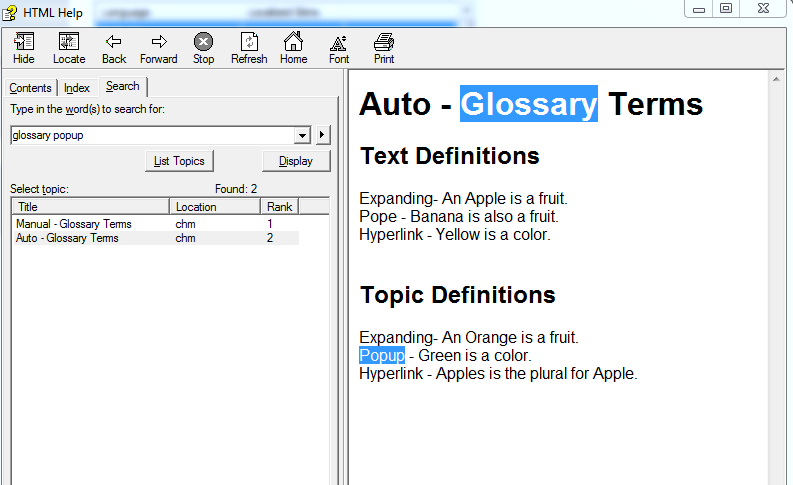 HTML Help
Hide Locate Back Forward Stop Refresh Home Font Print
Contents Index Search
Type in the word(s) to search for:
glossary popup
List Topics Display
Select topic: Found: 2
Title Location Rank
Manual - Glossary Terms chm 1
Auto - Glossary Terms chm 2
Auto - Glossary Terms
Text Definitions
Expanding- An Apple is a fruit.
Pope - Banana is also a fruit.
Hyperlink - Yellow is a color.
Topic Definitions
Expanding- An Orange is a fruit.
Popup - Green is a color.
Hyperlink - Apples is the plural for Apple.